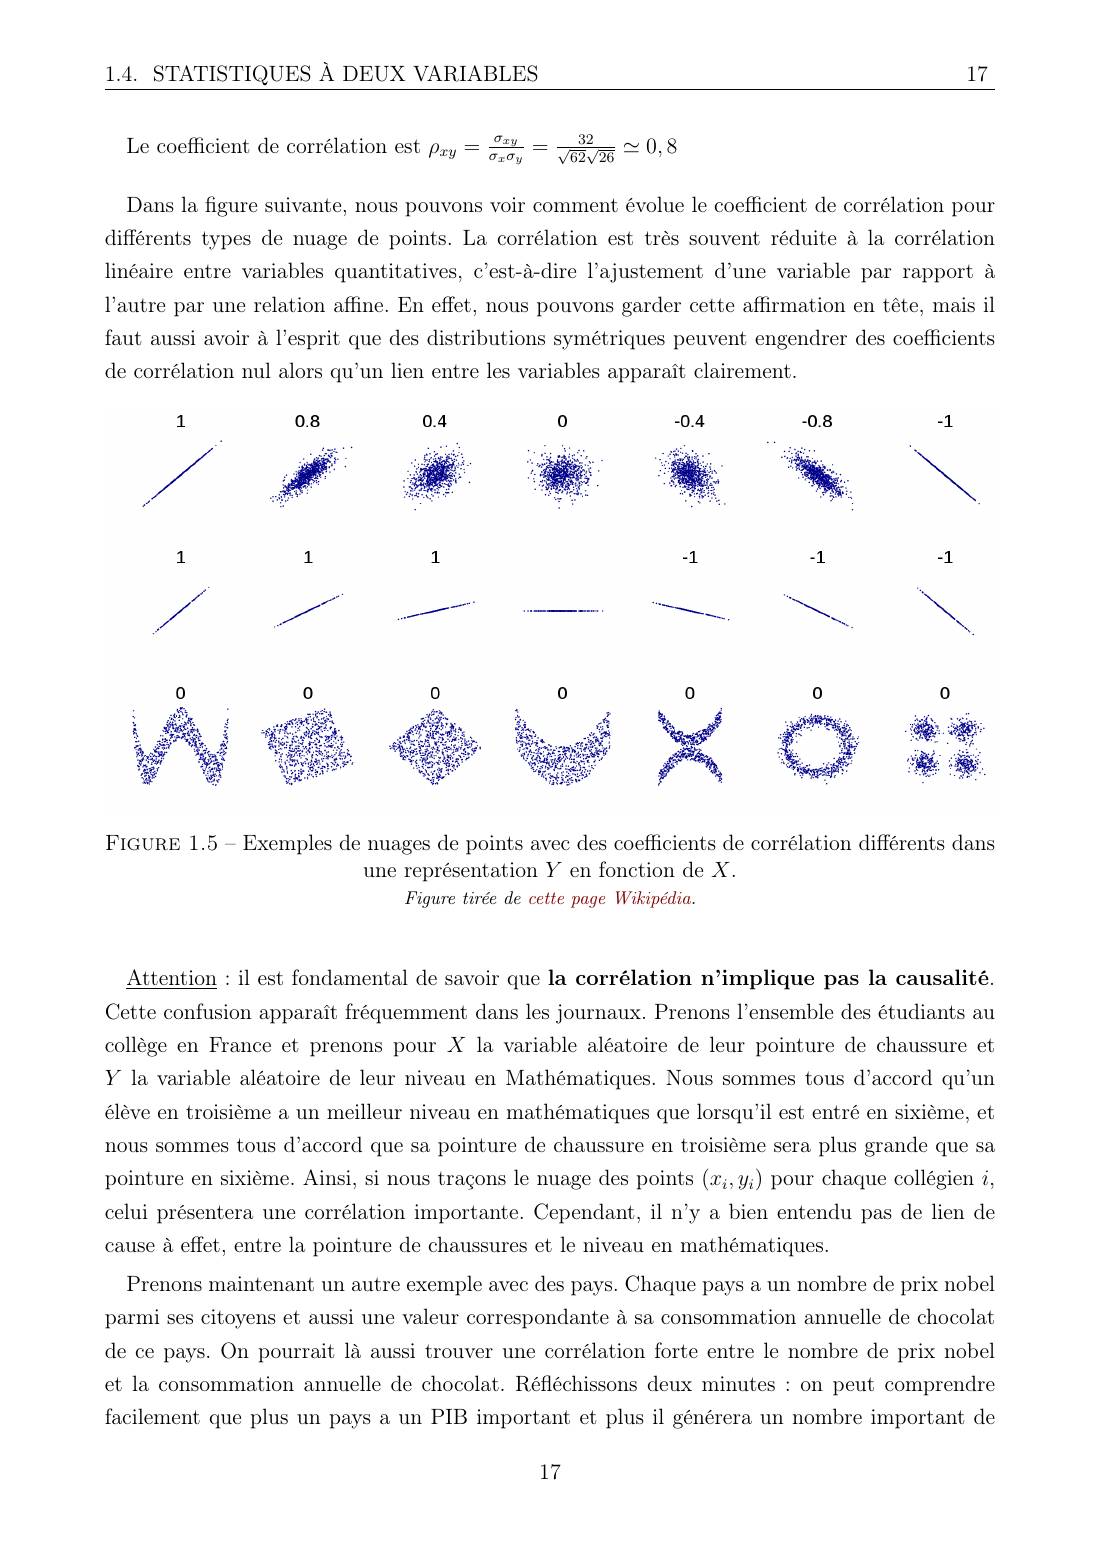 1.4. STATISTIQUES À DEUX VARIABLES 17
Le coefficient de corrélation est ρxy = σxy/σxσy = 32/√62√26 ≃ 0, 8
Dans la figure suivante, nous pouvons voir comment évolue le coefficient de corrélation pour
différents types de nuage de points. La corrélation est très souvent réduite à la corrélation
linéaire entre variables quantitatives, c'est-à-dire l'ajustement d'une variable par rapport à
l'autre par une relation affine. En effet, nous pouvons garder cette affirmation en tête, mais il
faut aussi avoir à l'esprit que des distributions symétriques peuvent engendrer des coefficients
de corrélation nul alors qu'un lien entre les variables apparaît clairement.
1 0.8 0.4 0 -0.4 -0.8 -1
1 1 1 -1 -1 -1
0 0 0 0 0 0 0
FIGURE 1.5 – Exemples de nuages de points avec des coefficients de corrélation différents dans
une représentation Y en fonction de X.
Figure tirée de cette page Wikipédia.
Attention : il est fondamental de savoir que la corrélation n'implique pas la causalité.
Cette confusion apparaît fréquemment dans les journaux. Prenons l'ensemble des étudiants au
collège en France et prenons pour X la variable aléatoire de leur pointure de chaussure et
Y la variable aléatoire de leur niveau en Mathématiques. Nous sommes tous d'accord qu'un
élève en troisième a un meilleur niveau en mathématiques que lorsqu'il est entré en sixième, et
nous sommes tous d'accord que sa pointure de chaussure en troisième sera plus grande que sa
pointure en sixième. Ainsi, si nous traçons le nuage des points (xi, yi) pour chaque collégien i,
celui présentera une corrélation importante. Cependant, il n'y a bien entendu pas de lien de
cause à effet, entre la pointure de chaussures et le niveau en mathématiques.
Prenons maintenant un autre exemple avec des pays. Chaque pays a un nombre de prix nobel
parmi ses citoyens et aussi une valeur correspondante à sa consommation annuelle de chocolat
de ce pays. On pourrait là aussi trouver une corrélation forte entre le nombre de prix nobel
et la consommation annuelle de chocolat. Réfléchissons deux minutes : on peut comprendre
facilement que plus un pays a un PIB important et plus il générera un nombre important de
17